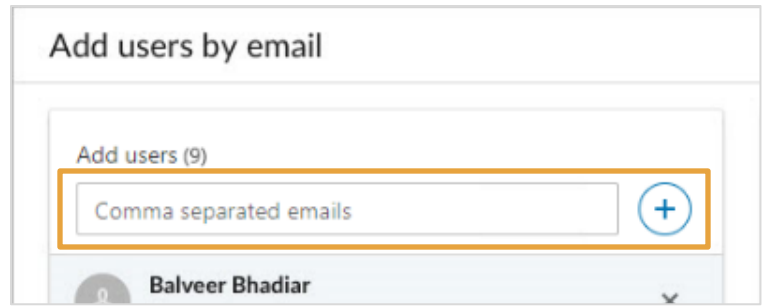 Add users by email
Add users (9)
Comma separated emails
Balveer Bhadiar